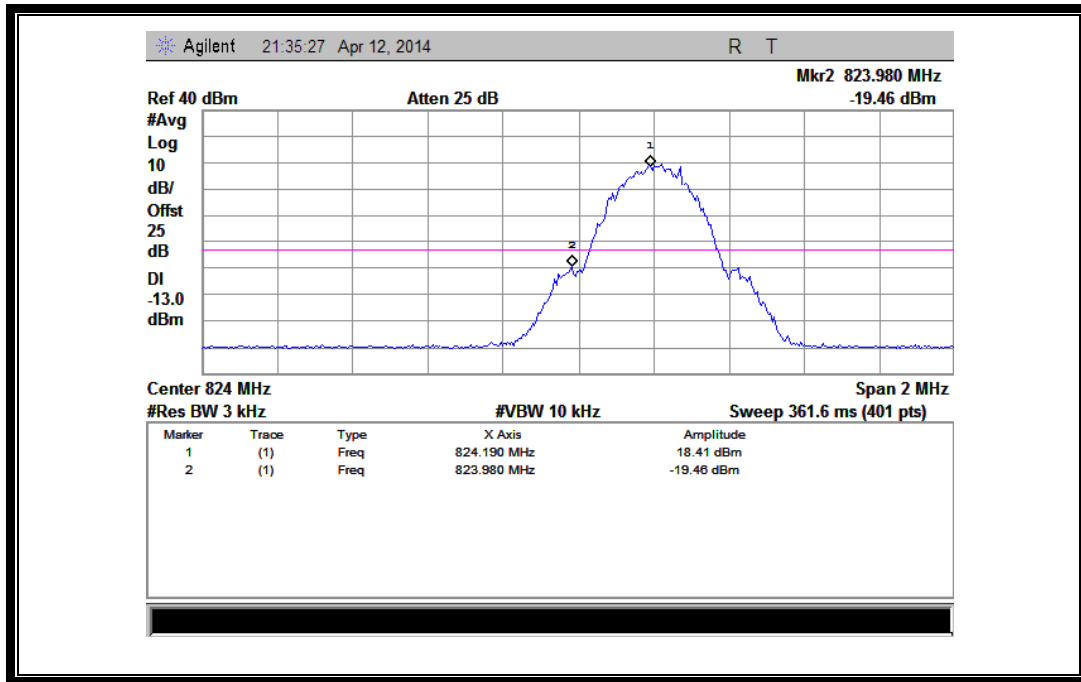 Agilent 21:35:27 Apr 12, 2014 R T
Mkr2 823.980 MHz
Ref 40 dBm Atten 25 dB -19.46 dBm
#Avg
Log
10
dB/
Offst
25
dB
DI
-13.0
dBm
1
2
Center 824 MHz Span 2 MHz
#Res BW 3 kHz #VBW 10 kHz Sweep 361.6 ms (401 pts)
Marker Trace Type X Axis Amplitude
1 (1) Freq 824.190 MHz 18.41 dBm
2 (1) Freq 823.980 MHz -19.46 dBm